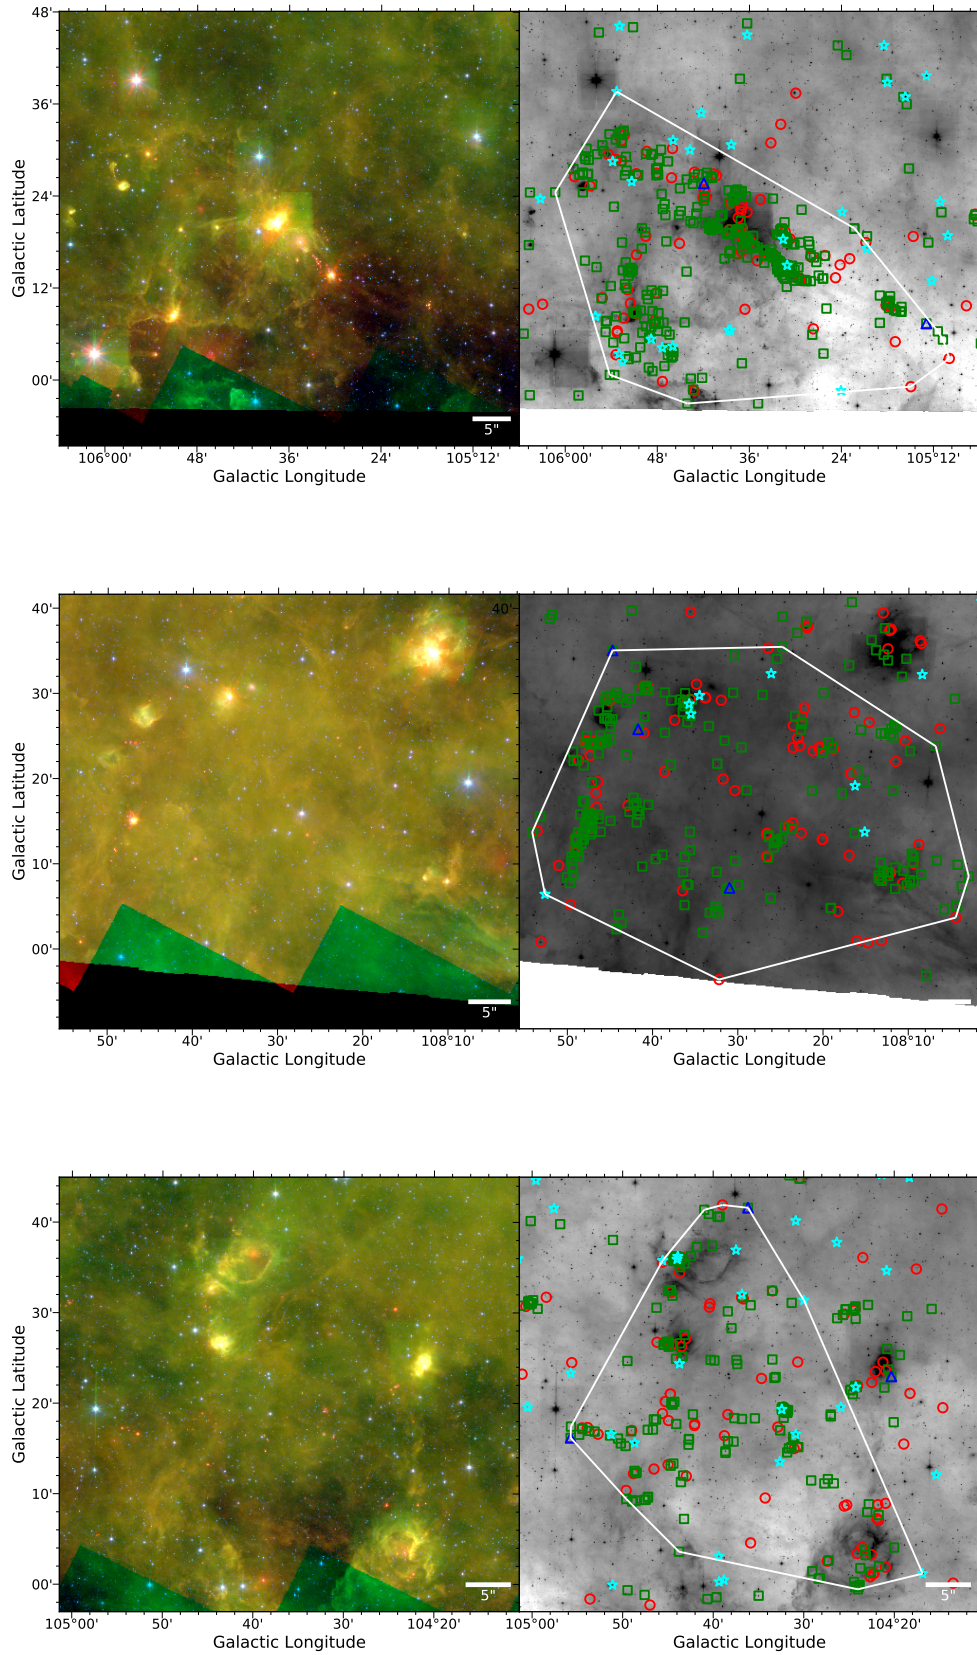 48'
36'
24'
12'
00'
Galactic Latitude
5"
106°00' 48' 36' 24' 105°12'
106°00' 48' 36' 24' 105°12'
Galactic Longitude
Galactic Longitude
40'
40'
30'
20'
10'
00'
Galactic Latitude
5"
50' 40' 30' 20' 108°10'
50' 40' 30' 20' 108°10'
Galactic Longitude
Galactic Longitude
40'
30'
20'
10'
00'
Galactic Latitude
5"
5"
105°00' 50' 40' 30' 104°20'
105°00' 50' 40' 30' 104°20'
Galactic Longitude
Galactic Longitude